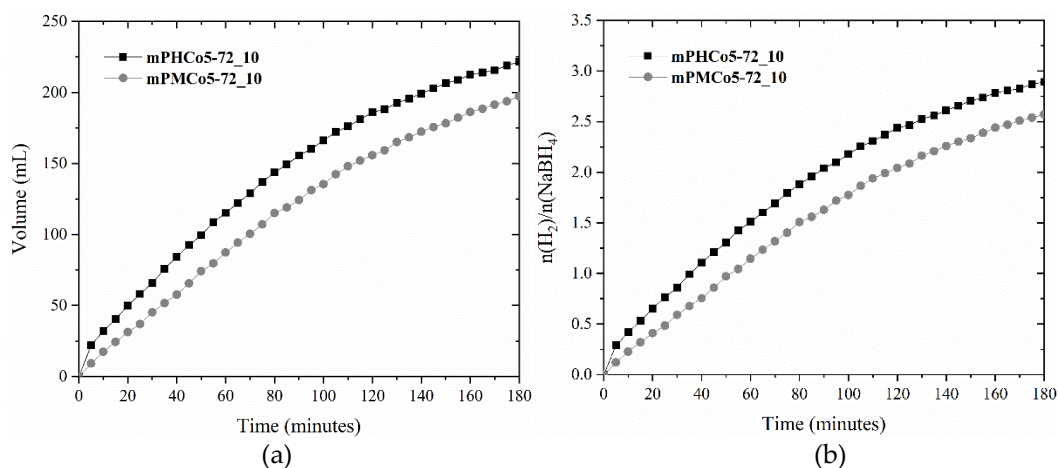 250
200
150
100
50
0
Volume (mL)
mPHCo5-72_10
mPMCo5-72_10
0 20 40 60 80 100 120 140 160 180
Time (minutes)
(a)
3.5
3.0
2.5
2.0
1.5
1.0
0.5
0.0
n(H₂)/n(NaBH₄)
mPHCo5-72_10
mPMCo5-72_10
0 20 40 60 80 100 120 140 160 180
Time (minutes)
(b)